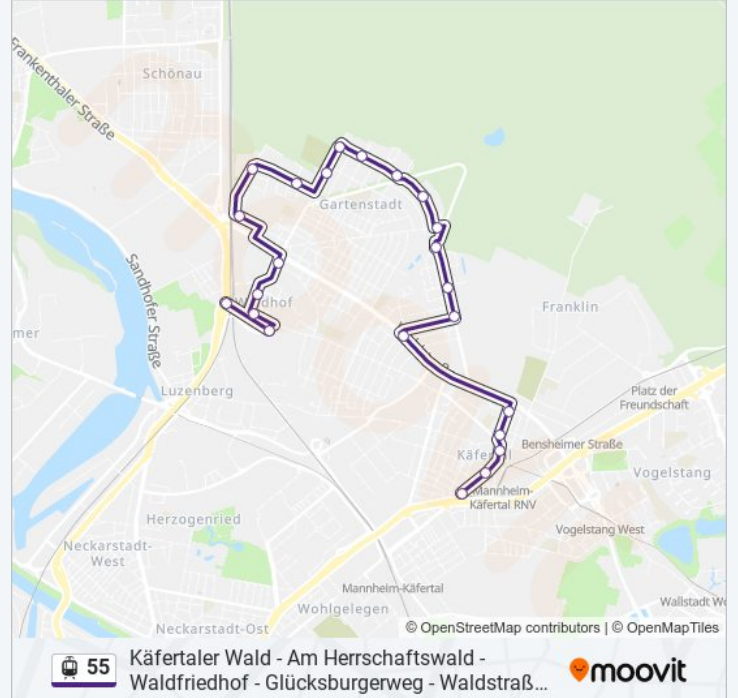 Frankenthaler Straße
Schönau
Gartenstadt
Sandhofer Straße
Waldhof
Franklin
mer
Luzenberg
Platz der
Freundschaft
Bensheimer Straße
Vogelstang
Mannheim-
Käfertal RNV
Herzogenried
Vogelstang West
Neckarstadt-
West
Mannheim-Käfertal
Wohlgelegen
Neckarstadt-Ost
© OpenStreetMap contributors | © OpenMapTiles
55
Käfertaler Wald - Am Herrschaftswald -
Waldfriedhof - Glücksburgerweg - Waldstraß...
moovit